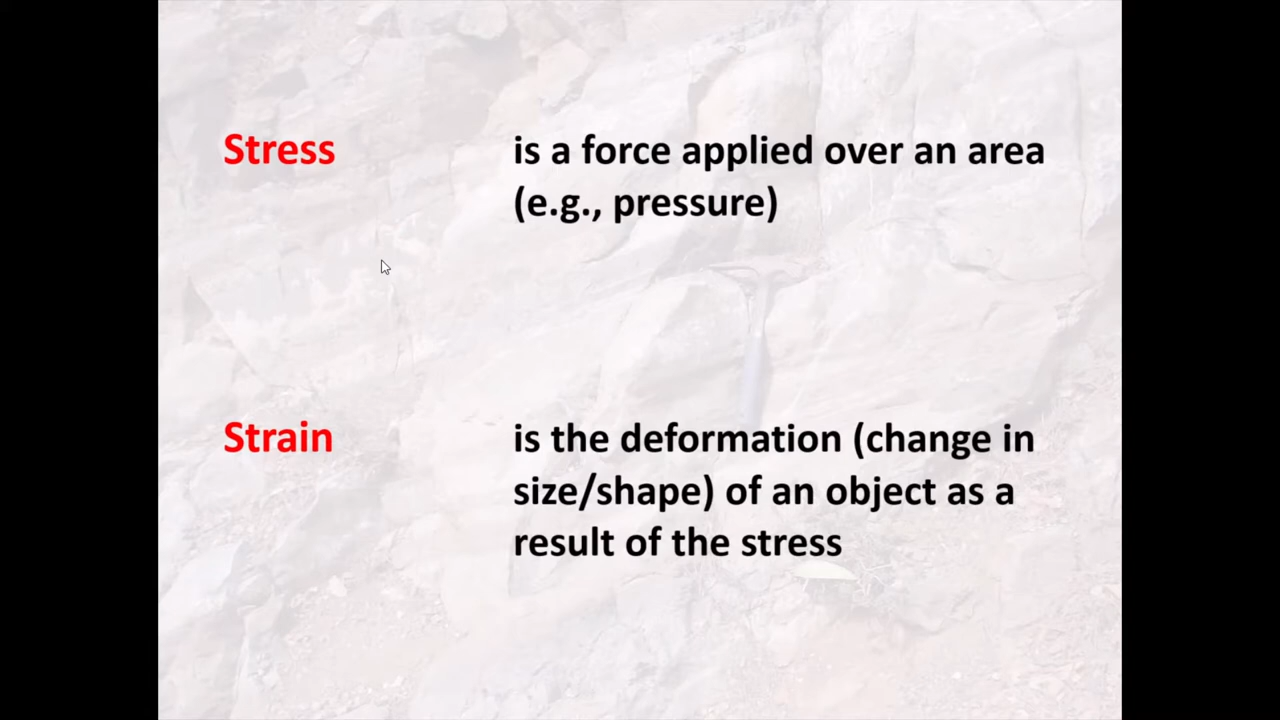 Stress is a force applied over an area
(e.g., pressure)
Strain is the deformation (change in
size/shape) of an object as a
result of the stress